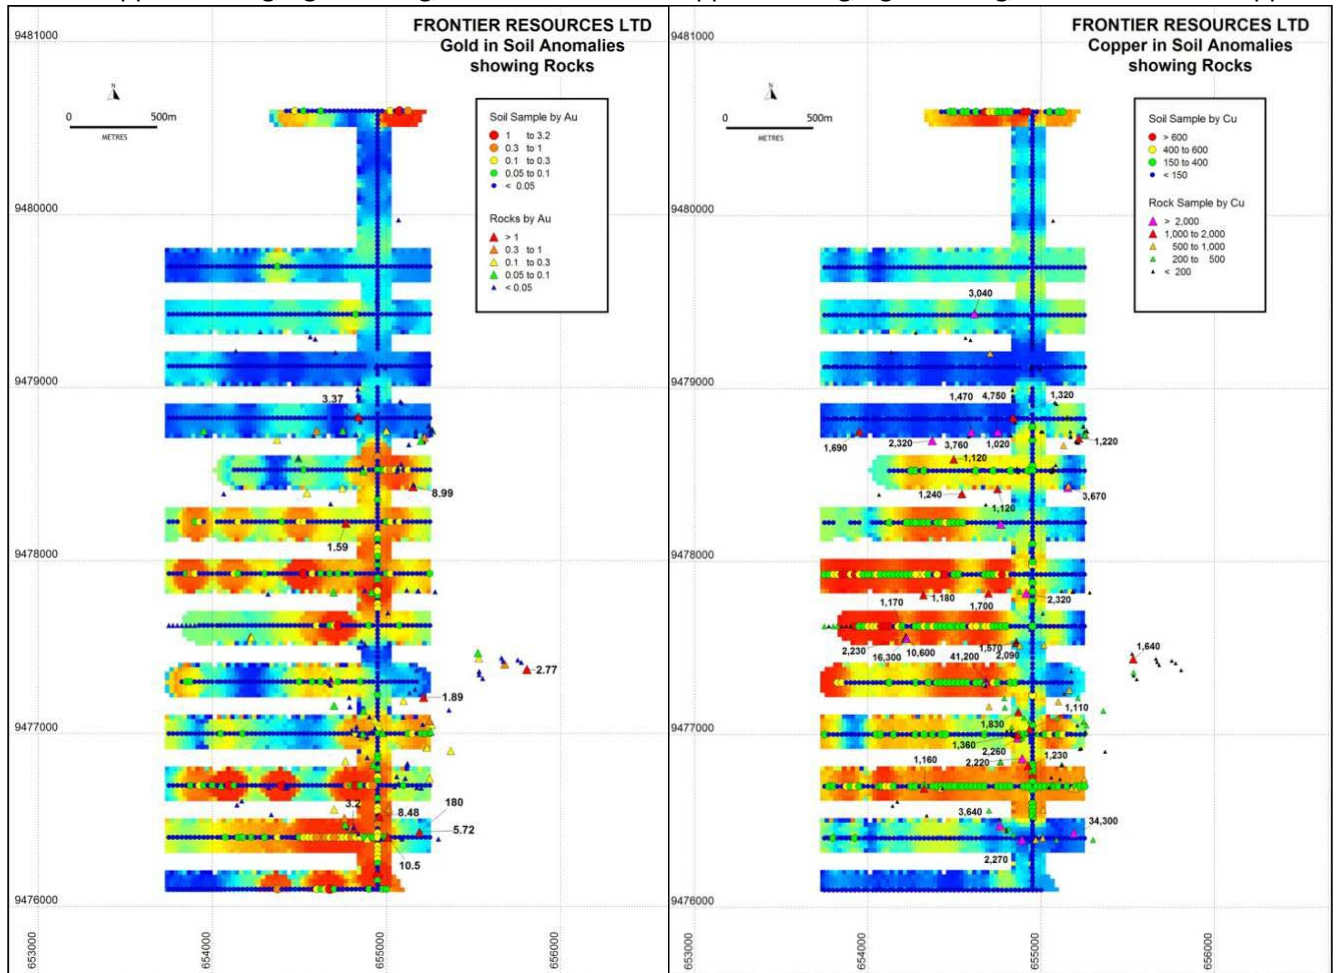 FRONTIER RESOURCES LTD
Gold in Soil Anomalies
showing Rocks
9481000
N
0 500m
METRES
Soil Sample by Au
1 to 3.2
0.3 to 1
0.1 to 0.3
0.05 to 0.1
< 0.05
Rocks by Au
> 1
0.3 to 1
0.1 to 0.3
0.05 to 0.1
< 0.05
9480000
9479000
3.37
8.99
1.59
9478000
2.77
1.89
9477000
3.2
180
8.48
5.72
10.5
9476000
653000
654000
655000
656000
FRONTIER RESOURCES LTD
Copper in Soil Anomalies
showing Rocks
9481000
N
0 500m
METRES
Soil Sample by Cu
> 600
400 to 600
150 to 400
< 150
Rock Sample by Cu
> 2,000
1,000 to 2,000
500 to 1,000
200 to 500
< 200
9480000
3,040
9479000
1,470
4,750
1,320
1,690
2,320
3,760
1,020
1,220
1,120
1,240
1,120
3,670
9478000
1,170
1,180
1,700
2,320
2,230
16,300
10,600
41,200
1,570
2,090
1,640
9477000
1,830
1,110
1,360
2,260
2,220
1,230
1,160
3,640
34,300
2,270
9476000
653000
654000
655000
656000